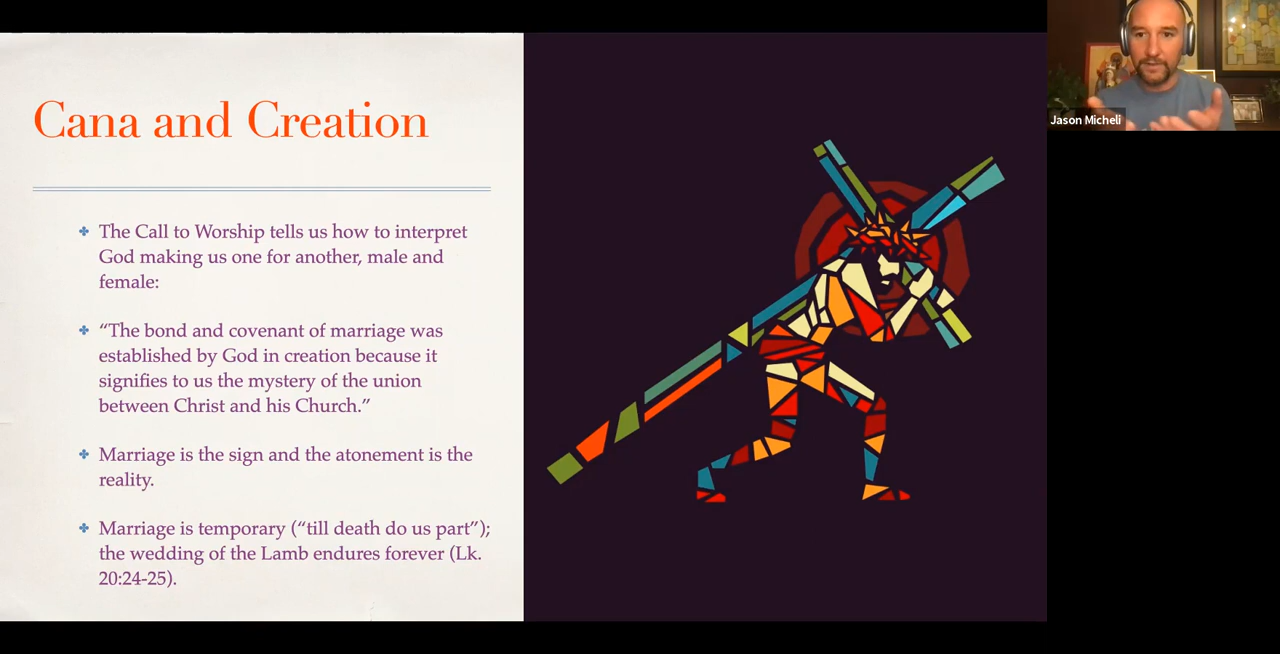 Cana and Creation
The Call to Worship tells us how to interpret
God making us one for another, male and
female:
“The bond and covenant of marriage was
established by God in creation because it
signifies to us the mystery of the union
between Christ and his Church.”
Marriage is the sign and the atonement is the
reality.
Marriage is temporary (“till death do us part”);
the wedding of the Lamb endures forever (Lk.
20:24-25).
Jason Micheli